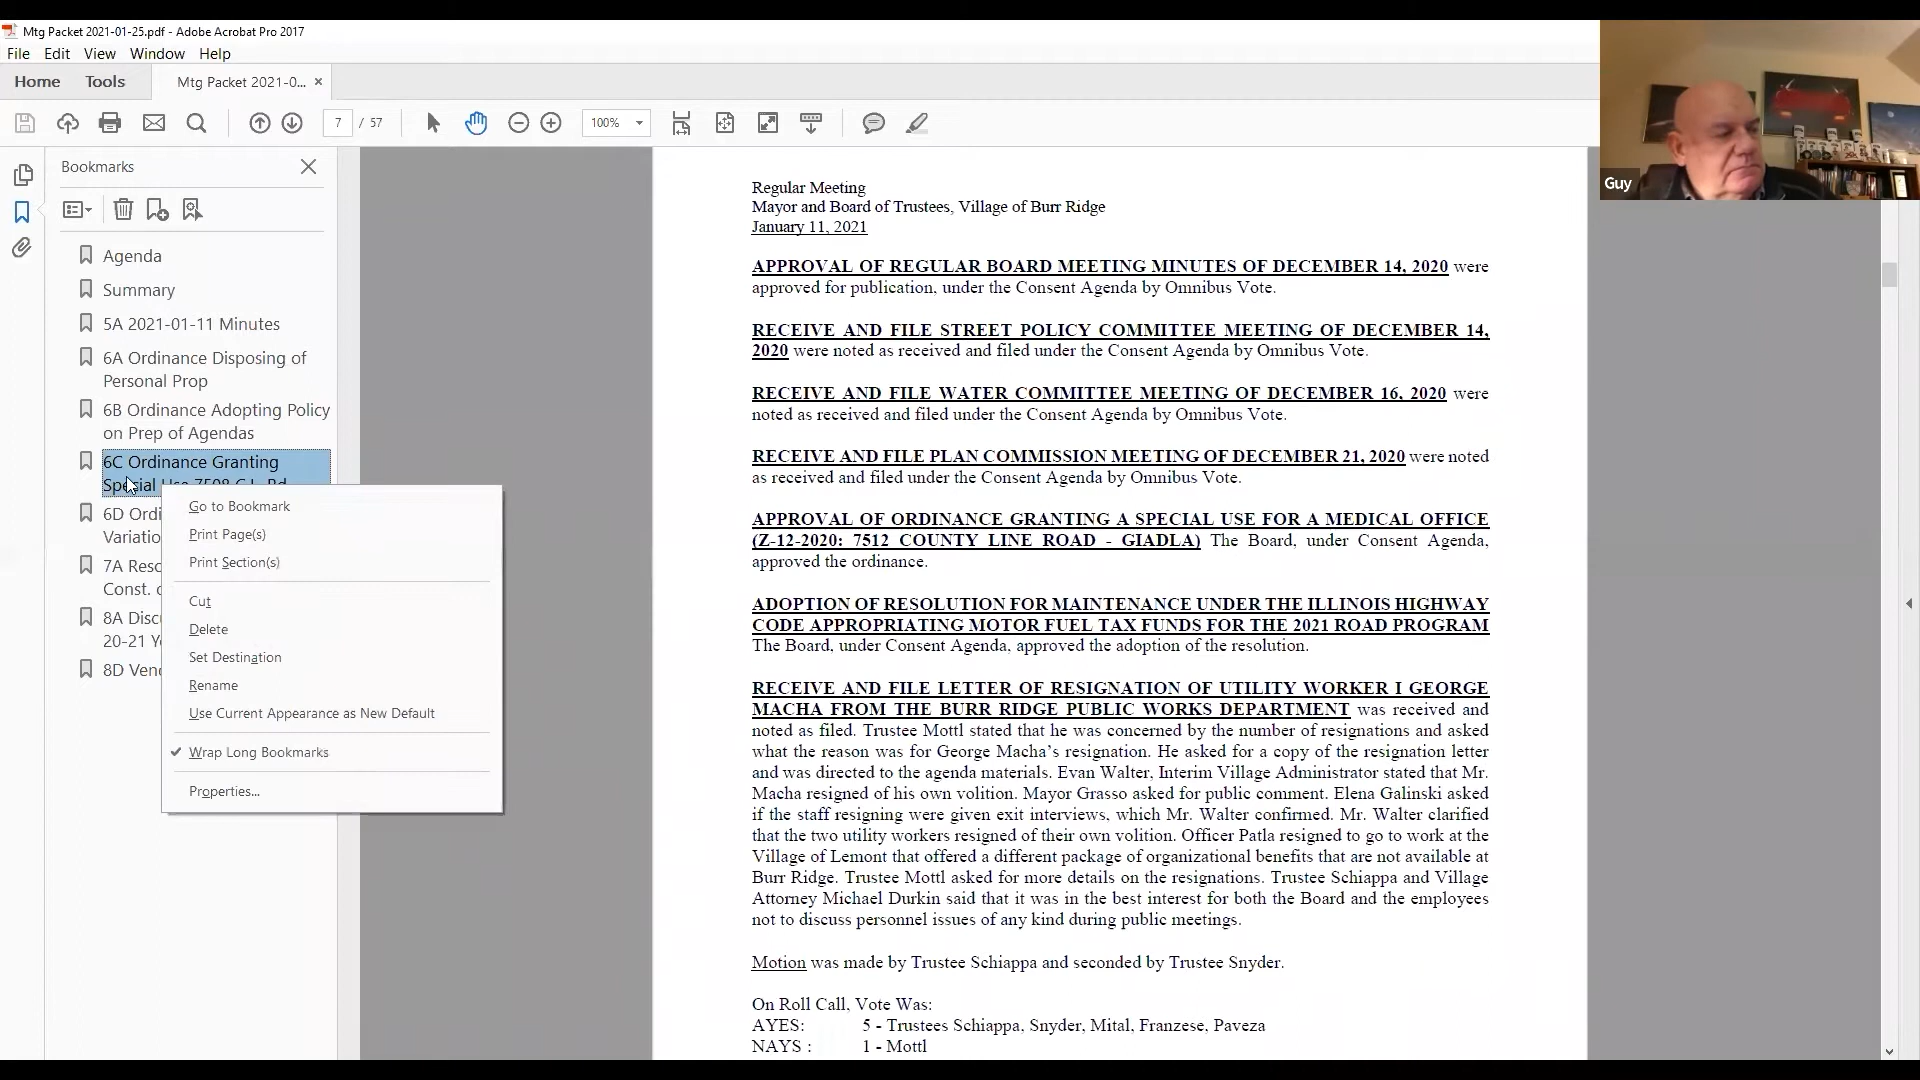 Mtg Packet 2021-01-25.pdf - Adobe Acrobat Pro 2017
File Edit View Window Help
Home Tools Mtg Packet 2021-0... ×
7 / 57 100%
Bookmarks
Agenda
Summary
5A 2021-01-11 Minutes
6A Ordinance Disposing of
Personal Prop
6B Ordinance Adopting Policy
on Prep of Agendas
6C Ordinance Granting
Special Use 7508 C.L. Rd
6D Ordi
Variatio
7A Reso
Const. o
8A Discu
20-21 Ye
8D Vend
Go to Bookmark
Print Page(s)
Print Section(s)
Cut
Delete
Set Destination
Rename
Use Current Appearance as New Default
Wrap Long Bookmarks
Properties...
Regular Meeting
Mayor and Board of Trustees, Village of Burr Ridge
January 11, 2021
APPROVAL OF REGULAR BOARD MEETING MINUTES OF DECEMBER 14, 2020 were
approved for publication, under the Consent Agenda by Omnibus Vote.
RECEIVE AND FILE STREET POLICY COMMITTEE MEETING OF DECEMBER 14,
2020 were noted as received and filed under the Consent Agenda by Omnibus Vote.
RECEIVE AND FILE WATER COMMITTEE MEETING OF DECEMBER 16, 2020 were
noted as received and filed under the Consent Agenda by Omnibus Vote.
RECEIVE AND FILE PLAN COMMISSION MEETING OF DECEMBER 21, 2020 were noted
as received and filed under the Consent Agenda by Omnibus Vote.
APPROVAL OF ORDINANCE GRANTING A SPECIAL USE FOR A MEDICAL OFFICE
(Z-12-2020: 7512 COUNTY LINE ROAD - GIADLA) The Board, under Consent Agenda,
approved the ordinance.
ADOPTION OF RESOLUTION FOR MAINTENANCE UNDER THE ILLINOIS HIGHWAY
CODE APPROPRIATING MOTOR FUEL TAX FUNDS FOR THE 2021 ROAD PROGRAM
The Board, under Consent Agenda, approved the adoption of the resolution.
RECEIVE AND FILE LETTER OF RESIGNATION OF UTILITY WORKER I GEORGE
MACHA FROM THE BURR RIDGE PUBLIC WORKS DEPARTMENT was received and
noted as filed. Trustee Mottl stated that he was concerned by the number of resignations and asked
what the reason was for George Macha's resignation. He asked for a copy of the resignation letter
and was directed to the agenda materials. Evan Walter, Interim Village Administrator stated that Mr.
Macha resigned of his own volition. Mayor Grasso asked for public comment. Elena Galinski asked
if the staff resigning were given exit interviews, which Mr. Walter confirmed. Mr. Walter clarified
that the two utility workers resigned of their own volition. Officer Patla resigned to go to work at the
Village of Lemont that offered a different package of organizational benefits that are not available at
Burr Ridge. Trustee Mottl asked for more details on the resignations. Trustee Schiappa and Village
Attorney Michael Durkin said that it was in the best interest for both the Board and the employees
not to discuss personnel issues of any kind during public meetings.
Motion was made by Trustee Schiappa and seconded by Trustee Snyder.
On Roll Call, Vote Was:
AYES: 5 - Trustees Schiappa, Snyder, Mital, Franzese, Paveza
NAYS : 1 - Mottl
Guy